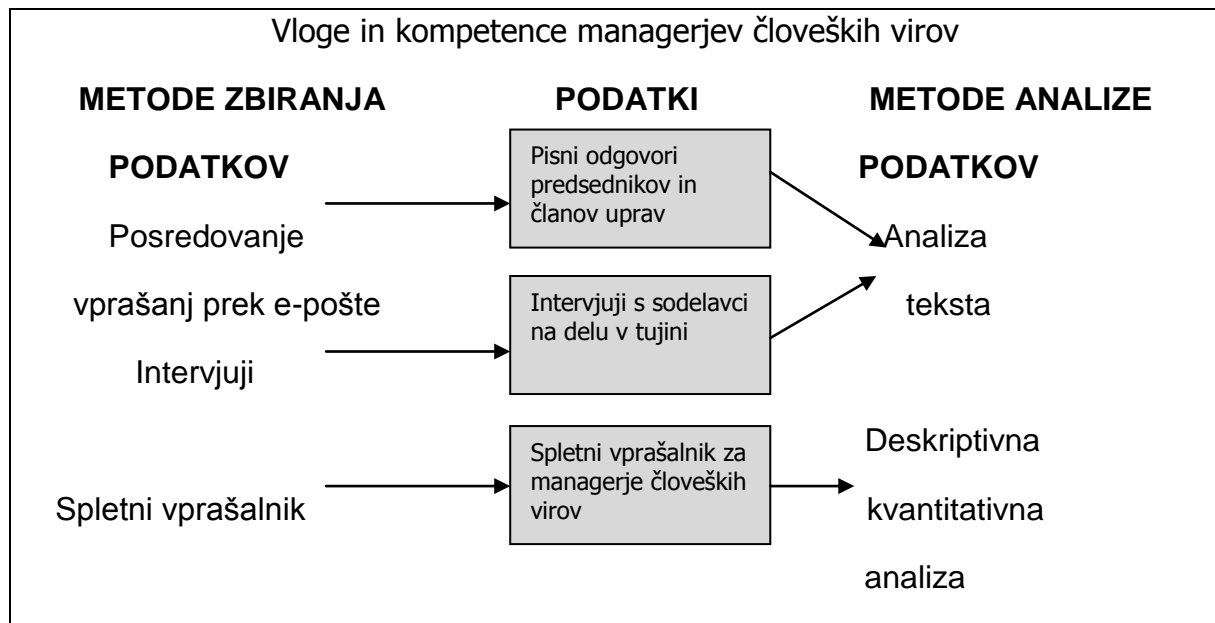 Vloge in kompetence managerjev človeških virov
METODE ZBIRANJA
PODATKOV
Posredovanje
vprašanj prek e-pošte
Intervjuji
Spletni vprašalnik
PODATKI
Pisni odgovori
predsednikov in
članov uprav
Intervjuji s sodelavci
na delu v tujini
Spletni vprašalnik za
managerje človeških
virov
METODE ANALIZE
PODATKOV
Analiza
teksta
Deskriptivna
kvantitativna
analiza